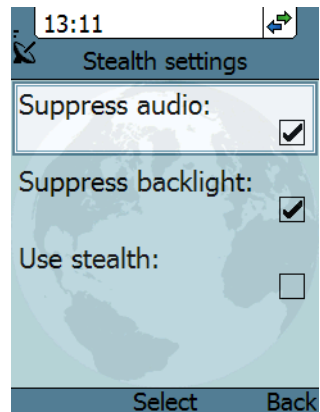 13:11
Stealth settings
Suppress audio:
Suppress backlight:
Use stealth:
Select Back